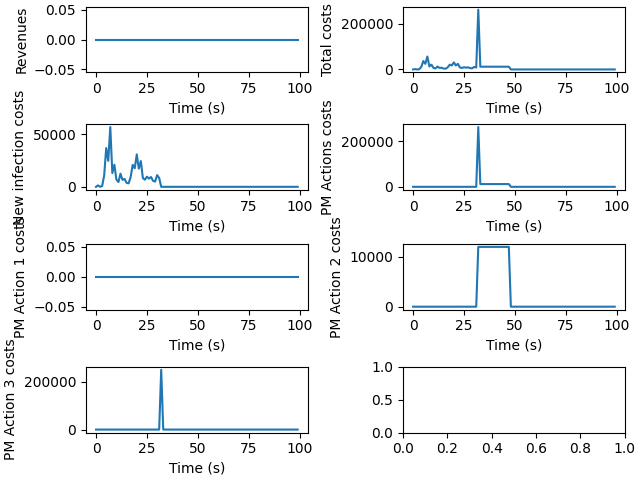 Revenues
0.05
0.00
−0.05
0 25 50 75 100
Time (s)
Total costs
200000
0
0 25 50 75 100
Time (s)
New infection costs
50000
0
0 25 50 75 100
Time (s)
PM Actions costs
200000
0
0 25 50 75 100
Time (s)
PM Action 1 costs
0.05
0.00
−0.05
0 25 50 75 100
Time (s)
PM Action 2 costs
10000
0
0 25 50 75 100
Time (s)
PM Action 3 costs
200000
0
0 25 50 75 100
Time (s)
1.0
0.5
0.0
0.0 0.2 0.4 0.6 0.8 1.0